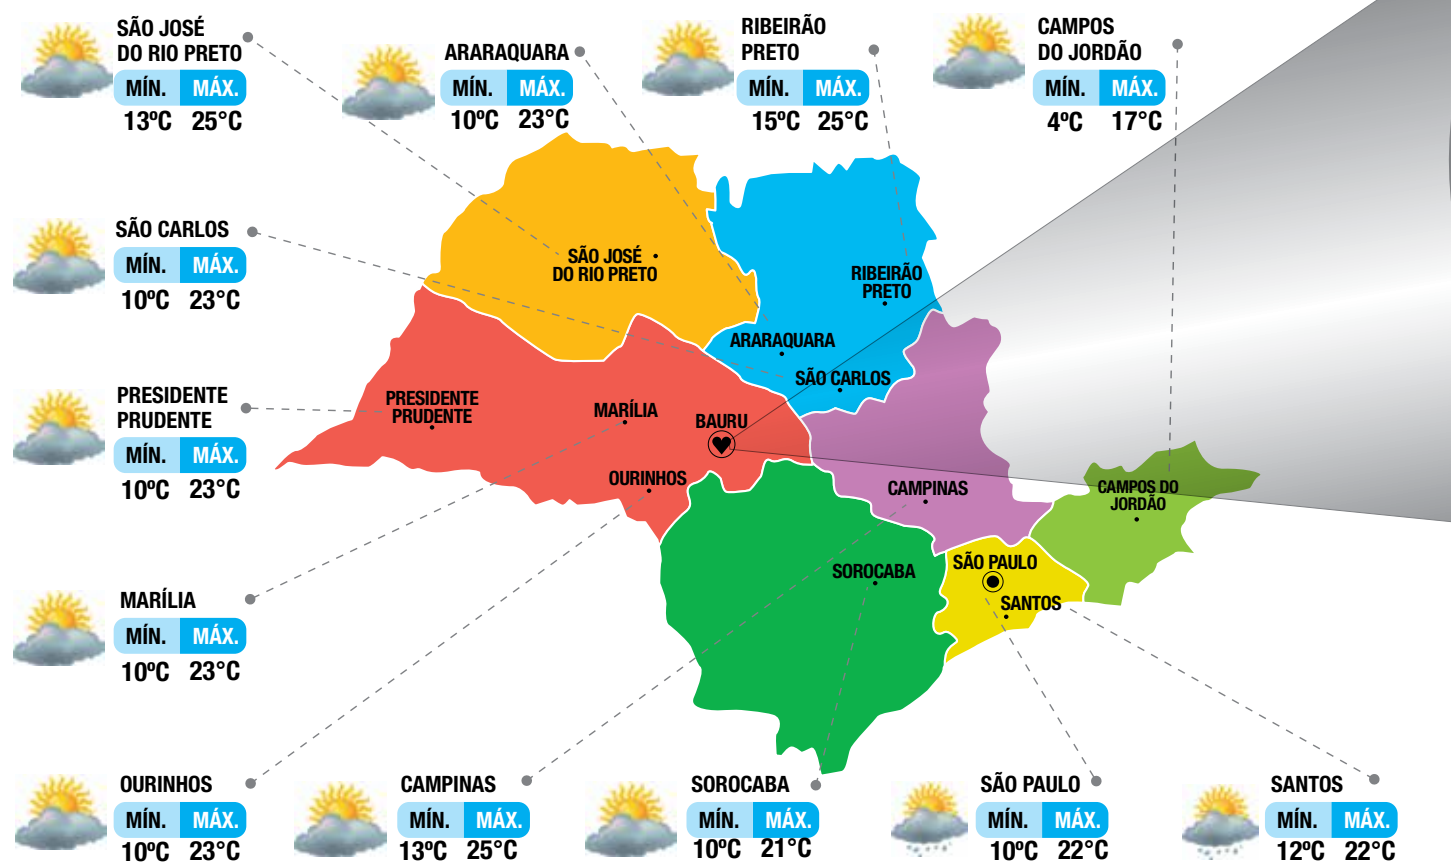 SÃO JOSÉ
DO RIO PRETO
MÍN. MÁX.
13ºC 25°C
ARARAQUARA
MÍN. MÁX.
10ºC 23°C
RIBEIRÃO
PRETO
MÍN. MÁX.
15ºC 25°C
CAMPOS
DO JORDÃO
MÍN. MÁX.
4ºC 17°C
SÃO CARLOS
MÍN. MÁX.
10ºC 23°C
PRESIDENTE
PRUDENTE
MÍN. MÁX.
10ºC 23°C
MARÍLIA
MÍN. MÁX.
10ºC 23°C
SÃO JOSÉ
DO RIO PRETO
RIBEIRÃO
PRETO
ARARAQUARA
SÃO CARLOS
PRESIDENTE
PRUDENTE
MARÍLIA
BAURU
OURINHOS
CAMPINAS
CAMPOS DO
JORDÃO
SOROCABA
SÃO PAULO
SANTOS
OURINHOS
MÍN. MÁX.
10ºC 23°C
CAMPINAS
MÍN. MÁX.
13ºC 25°C
SOROCABA
MÍN. MÁX.
10ºC 21°C
SÃO PAULO
MÍN. MÁX.
10ºC 22°C
SANTOS
MÍN. MÁX.
12ºC 22°C